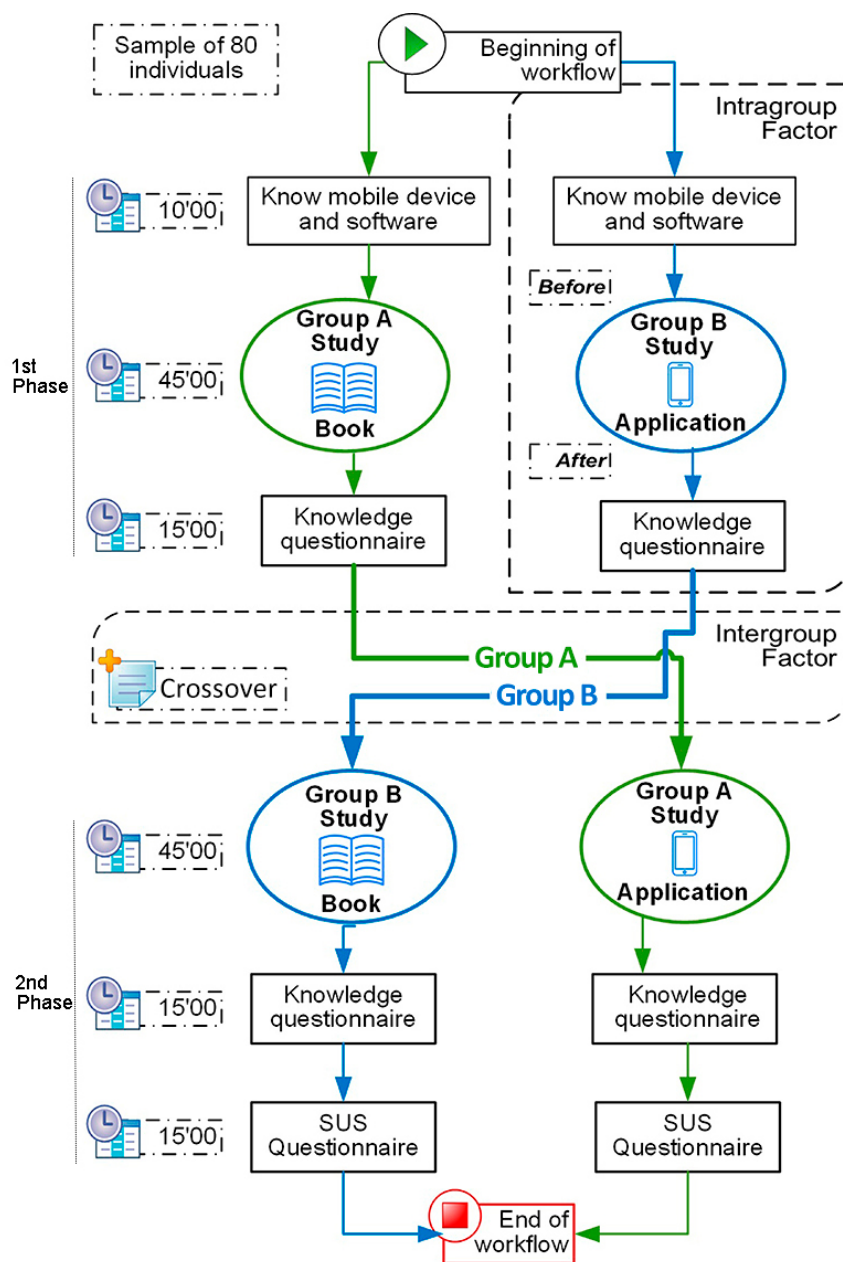 Sample of 80
individuals
Beginning of
workflow
Intragroup
Factor
10'00
Know mobile device
and software
Know mobile device
and software
Before
1st
Phase
45'00
Group A
Study
Book
Group B
Study
Application
After
15'00
Knowledge
questionnaire
Knowledge
questionnaire
Intergroup
Factor
Group A
Crossover
Group B
2nd
Phase
45'00
Group B
Study
Book
Group A
Study
Application
15'00
Knowledge
questionnaire
Knowledge
questionnaire
15'00
SUS
Questionnaire
SUS
Questionnaire
End of
workflow